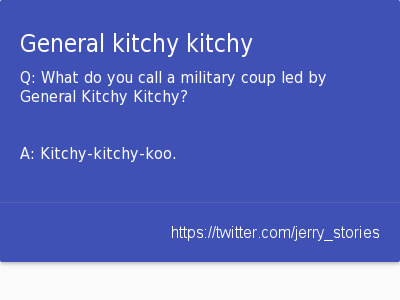 General kitchy kitchy
Q: What do you call a military coup led by
General Kitchy Kitchy?
A: Kitchy-kitchy-koo.
https://twitter.com/jerry_stories